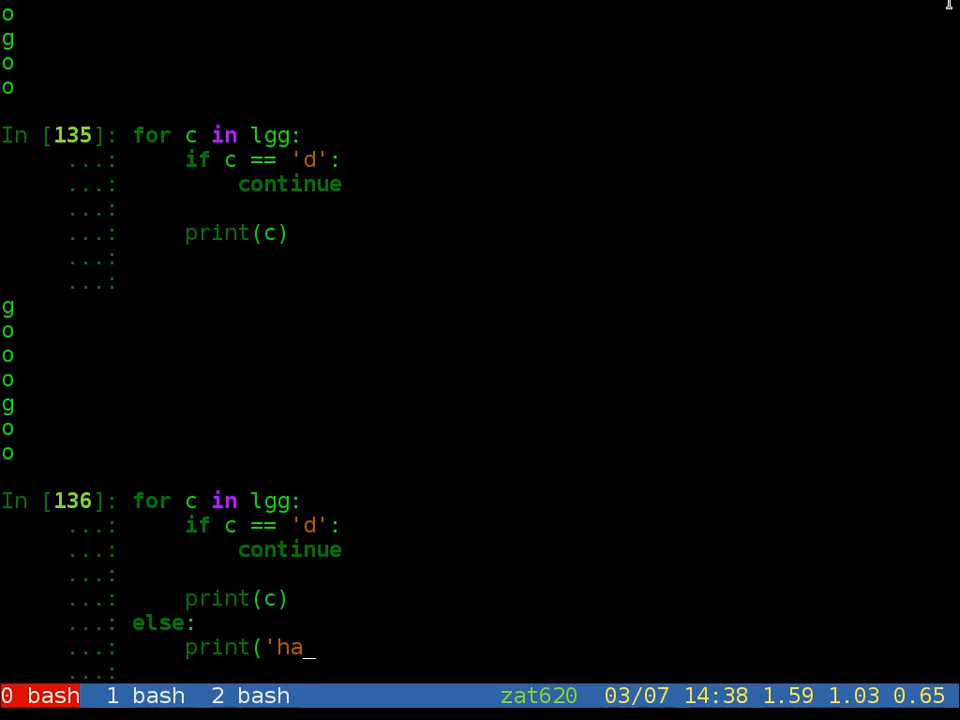 o
g
o
o
In [135]: for c in lgg:
     ...:     if c == 'd':
     ...:         continue
     ...:
     ...:     print(c)
     ...:
     ...:
g
o
o
o
g
o
o
In [136]: for c in lgg:
     ...:     if c == 'd':
     ...:         continue
     ...:
     ...:     print(c)
     ...: else:
     ...:     print('ha_
     ...:
0 bash  1 bash  2 bash                zat620  03/07 14:38 1.59 1.03 0.65